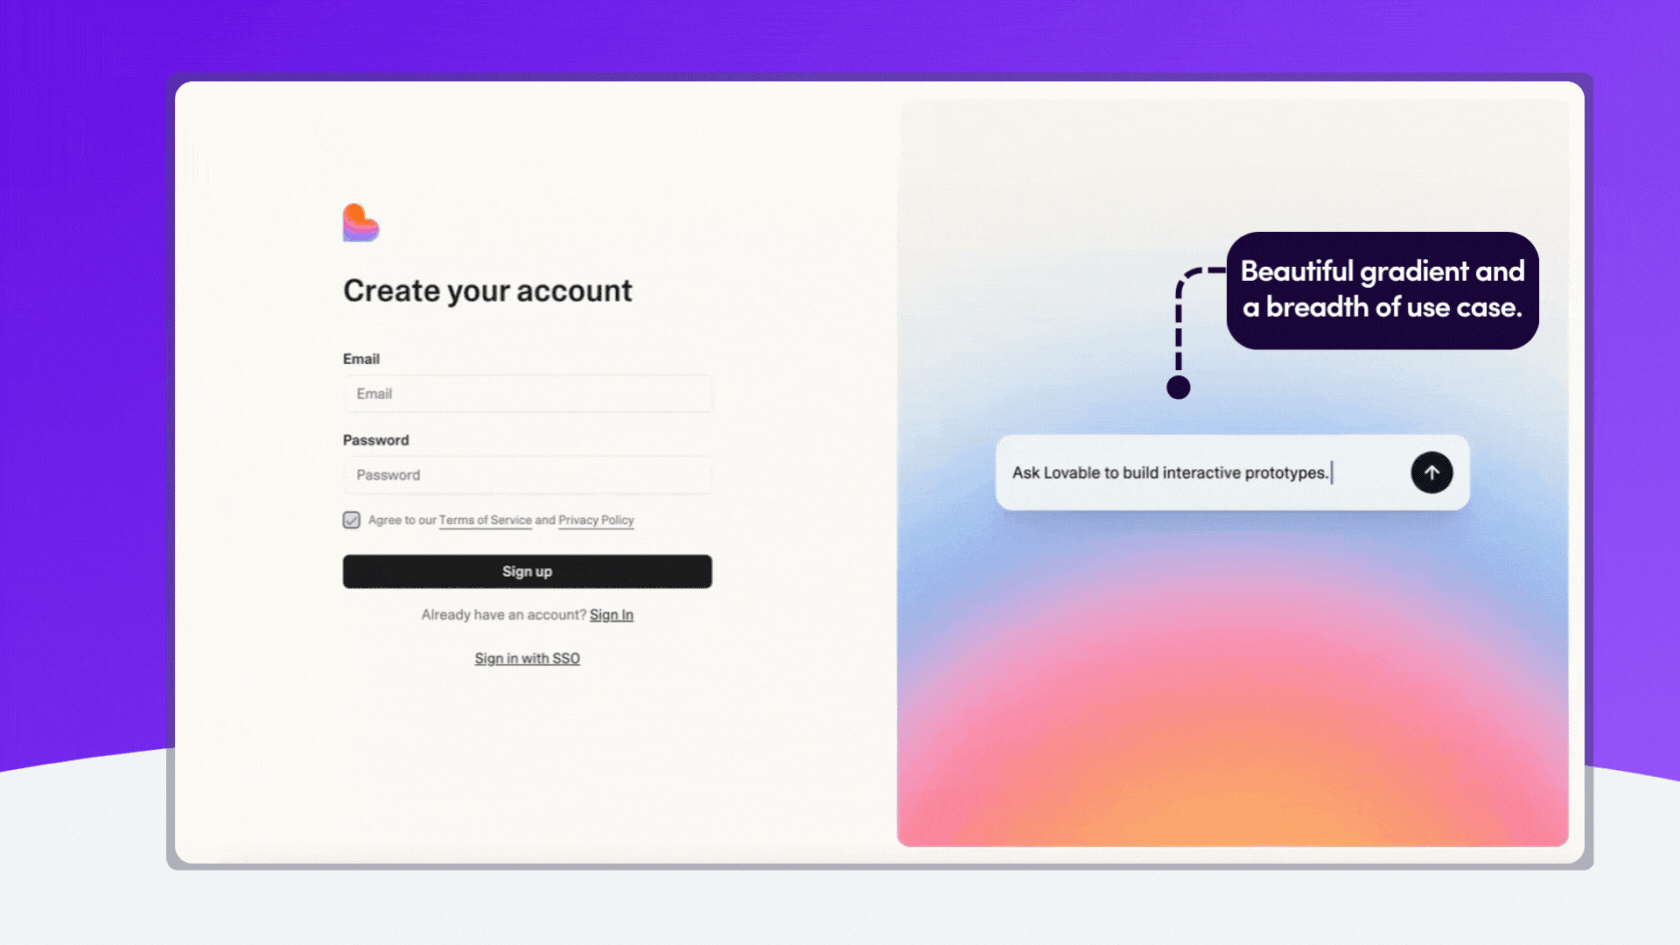 Create your account
Email
Email
Password
Password
Agree to our Terms of Service and Privacy Policy
Sign up
Already have an account? Sign In
Sign in with SSO
Beautiful gradient and
a breadth of use case.
Ask Lovable to build interactive prototypes.